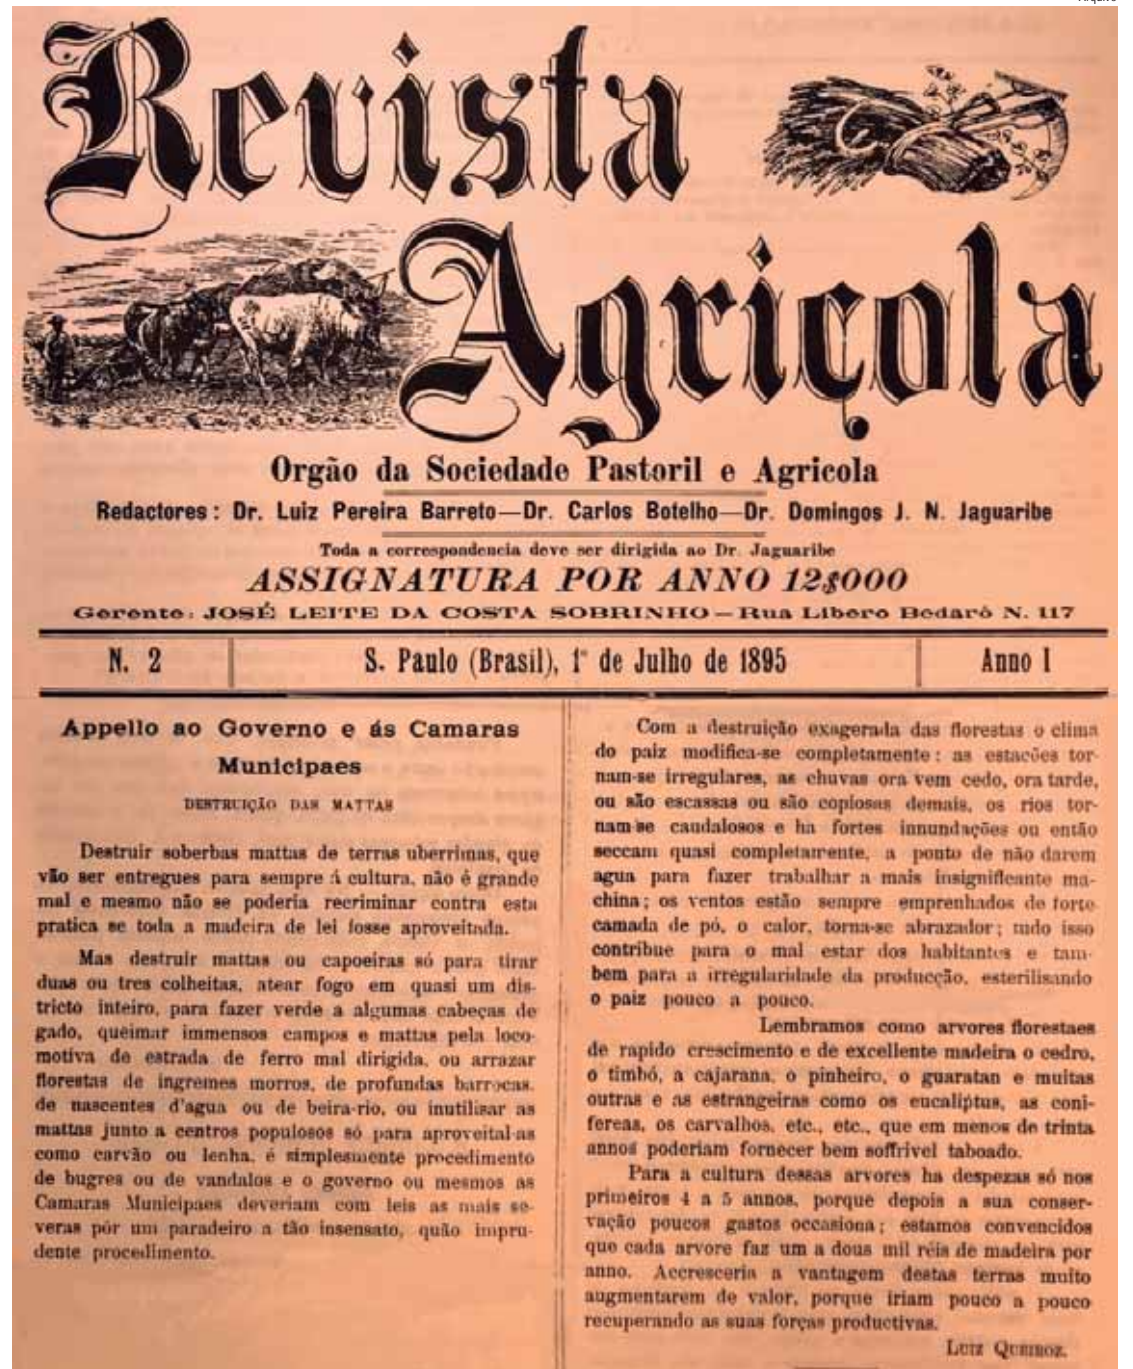 Arquivo
Revista
Agriçola
Orgão da Sociedade Pastoril e Agricola
Redactores: Dr. Luiz Pereira Barreto—Dr. Carlos Botelho—Dr. Domingos J. N. Jaguaribe
Toda a correspondencia deve ser dirigida ao Dr. Jaguaribe
ASSIGNATURA POR ANNO 12$000
Gerente: JOSÉ LEITE DA COSTA SOBRINHO — Rua Libero Bedaró N. 117
N. 2
S. Paulo (Brasil), 1º de Julho de 1895
Anno I
Appello ao Governo e ás Camaras
Municipaes
DESTRUIÇÃO DAS MATTAS
Destruir soberbas mattas de terras uberrimas, que
vão ser entregues para sempre á cultura, não é grande
mal e mesmo não se poderia recriminar contra esta
pratica se toda a madeira de lei fosse aproveitada.
Mas destruir mattas ou capoeiras só para tirar
duas ou tres colheitas, atear fogo em quasi um dis-
tricto inteiro, para fazer verde a algumas cabeças de
gado, queimar immensos campos e mattas pela loco-
motiva de estrada de ferro mal dirigida, ou arrazar
florestas de ingremes morros, de profundas barrocas,
de nascentes d'agua ou de beira-rio, ou inutilisar as
mattas junto a centros populosos só para aproveital-as
como carvão ou lenha, é simplesmente procedimento
de bugres ou de vandalos e o governo ou mesmos as
Camaras Municipaes deveriam com leis as mais se-
veras pôr um paradeiro a tão insensato, quão impru-
dente procedimento.
Com a destruição exagerada das florestas o clima
do paiz modifica-se completamente: as estacões tor-
nam-se irregulares, as chuvas ora vem cedo, ora tarde,
ou são escassas ou são copiosas demais, os rios tor-
nam-se caudalosos e ha fortes innundações ou então
seccam quasi completamente, a ponto de não darem
agua para fazer trabalhar a mais insignificante ma-
china; os ventos estão sempre emprenhados de forte
camada de pó, o calor, torna-se abrazador; tudo isso
contribue para o mal estar dos habitantes e tam-
bem para a irregularidade da producção, esterilisando
o paiz pouco a pouco.
Lembramos como arvores florestaes
de rapido crescimento e de excellente madeira o cedro,
o timbó, a cajarana, o pinheiro, o guaratan e muitas
outras e as estrangeiras como os eucaliptus, as coni-
fereas, os carvalhos, etc., etc., que em menos de trinta
annos poderiam fornecer bem soffrivel taboado.
Para a cultura dessas arvores ha despezas só nos
primeiros 4 a 5 annos, porque depois a sua conser-
vação poucos gastos occasiona; estamos convencidos
que cada arvore faz um a dous mil réis de madeira por
anno. Accresceria a vantagem destas terras muito
augmentarem de valor, porque iriam pouco a pouco
recuperando as suas forças productivas.
Luiz Queiroz.